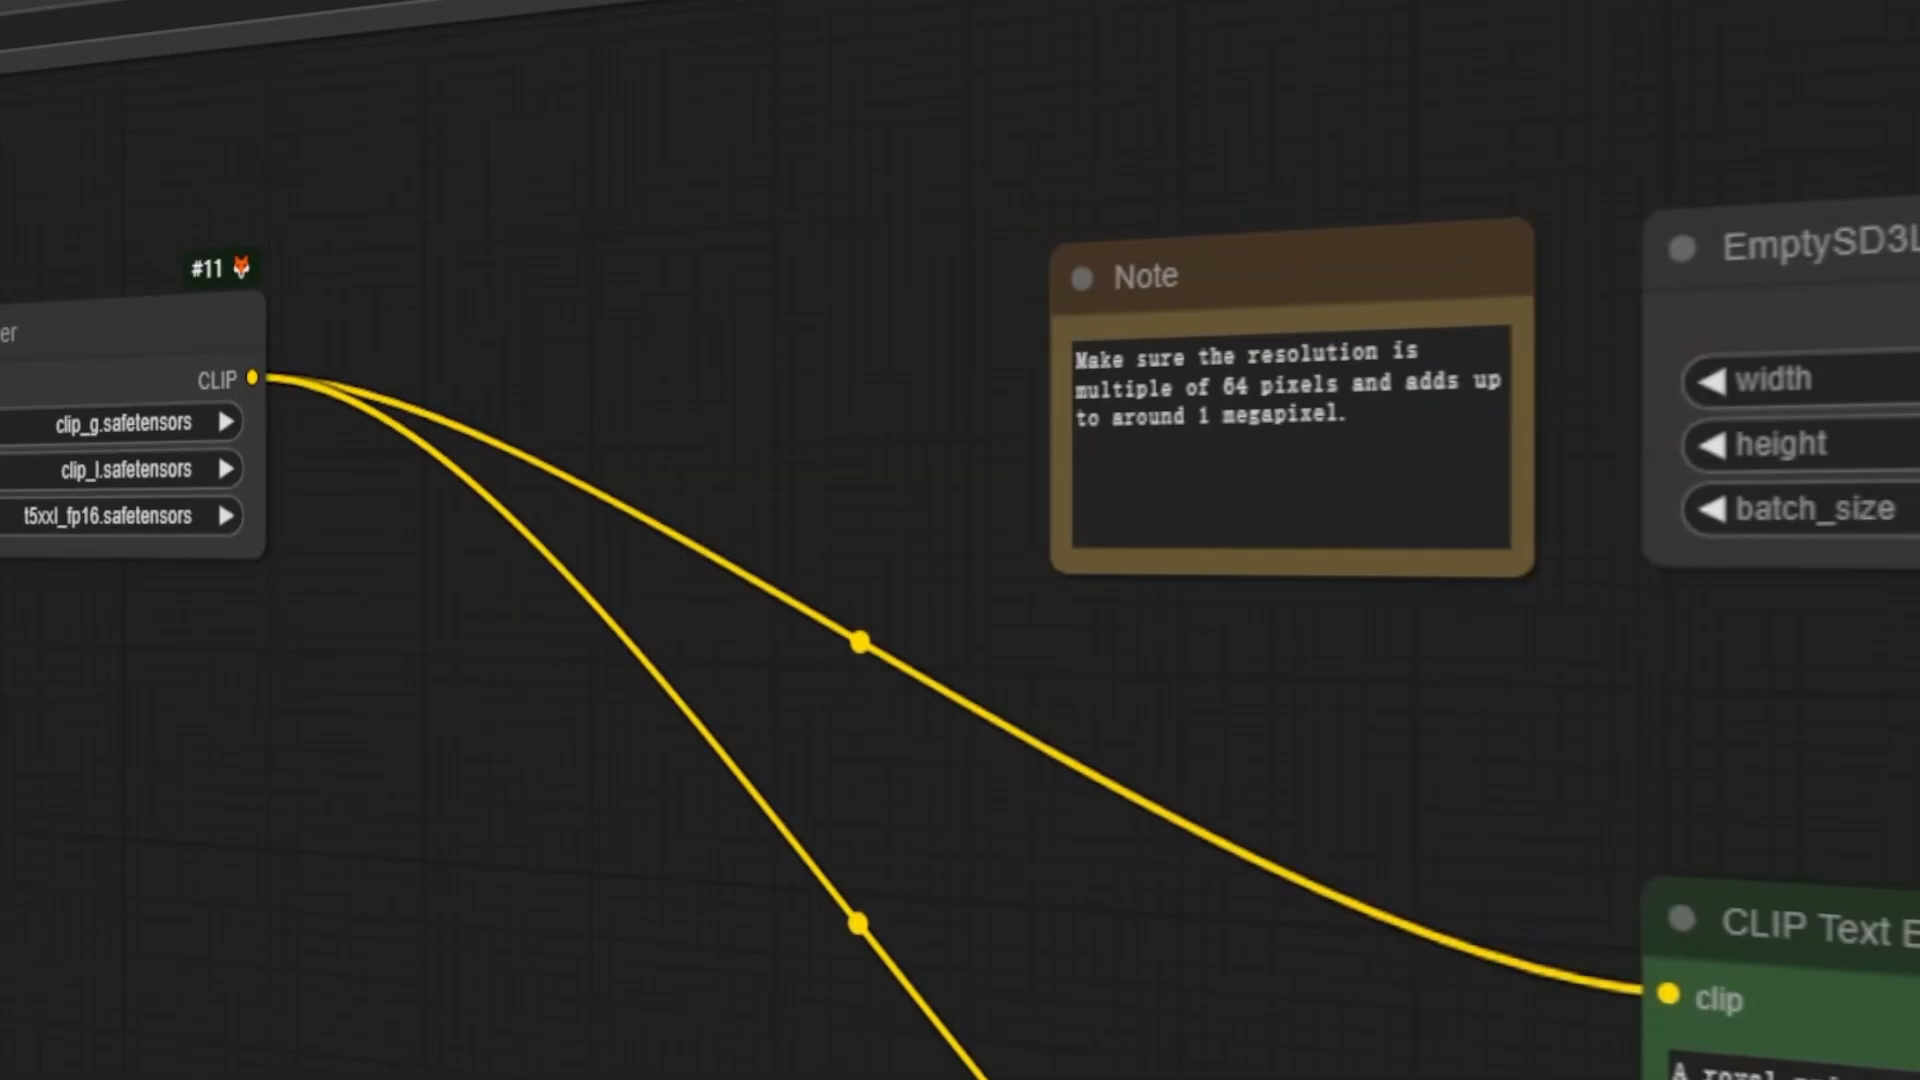 #11
er
CLIP
clip_g.safetensors
clip_l.safetensors
t5xxl_fp16.safetensors
Note
Make sure the resolution is
multiple of 64 pixels and adds up
to around 1 megapixel.
EmptySD3L
width
height
batch_size
CLIP Text E
clip
A